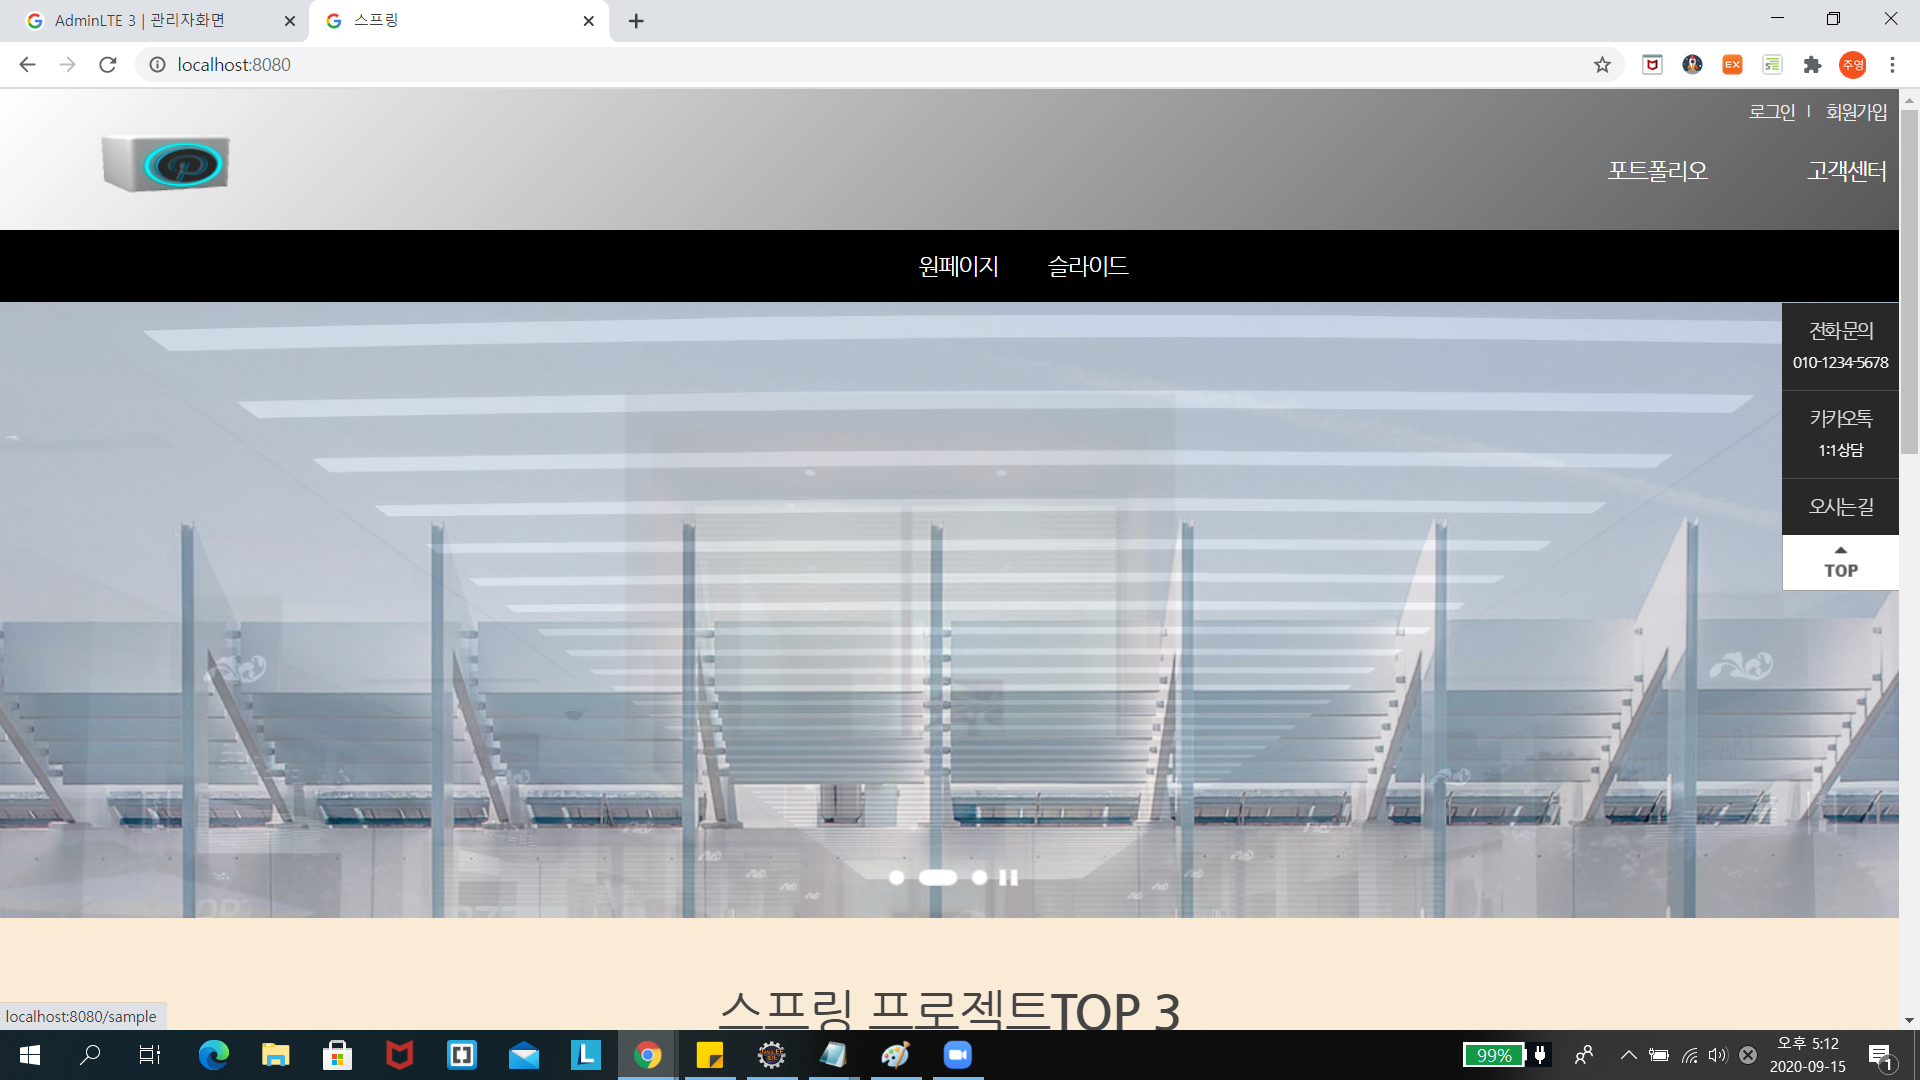 AdminLTE 3 | 관리자화면
스프링
localhost:8080
EX
주영
로그인 | 회원가입
포트폴리오 고객센터
원페이지 슬라이드
전화문의
010-1234-5678
카카오톡
1:1상담
오시는길
TOP
스프링 프로젝트TOP 3
localhost:8080/sample
99%
오후 5:12
2020-09-15
1